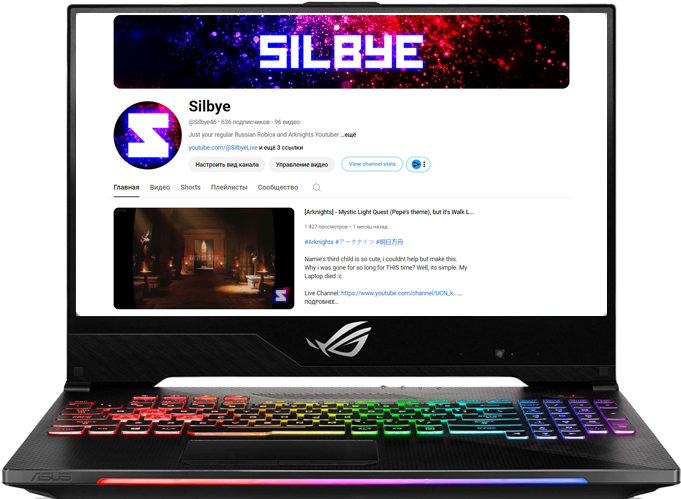 SILBYE
Silbye
@Silbye46 · 636 подписчиков · 96 видео
Just your regular Russian Roblox and Arknights Youtuber ...ещё
youtube.com/@SilbyeLive и ещё 3 ссылки
Настроить вид канала Управление видео View channel stats
Главная Видео Shorts Плейлисты Сообщество
[Arknights] - Mystic Light Quest (Pepe's theme), but it's Walk L...
1 427 просмотров • 1 месяц назад
#Arknights #アークナイツ #明日方舟
Namie's third child is so cute, i couldnt help but make this.
Why i was gone for so long for THIS time? Well, its simple. My
Laptop died :c
Live Channel: https://www.youtube.com/channel/UCN_k......
ПОДРОБНЕЕ...
ASUS